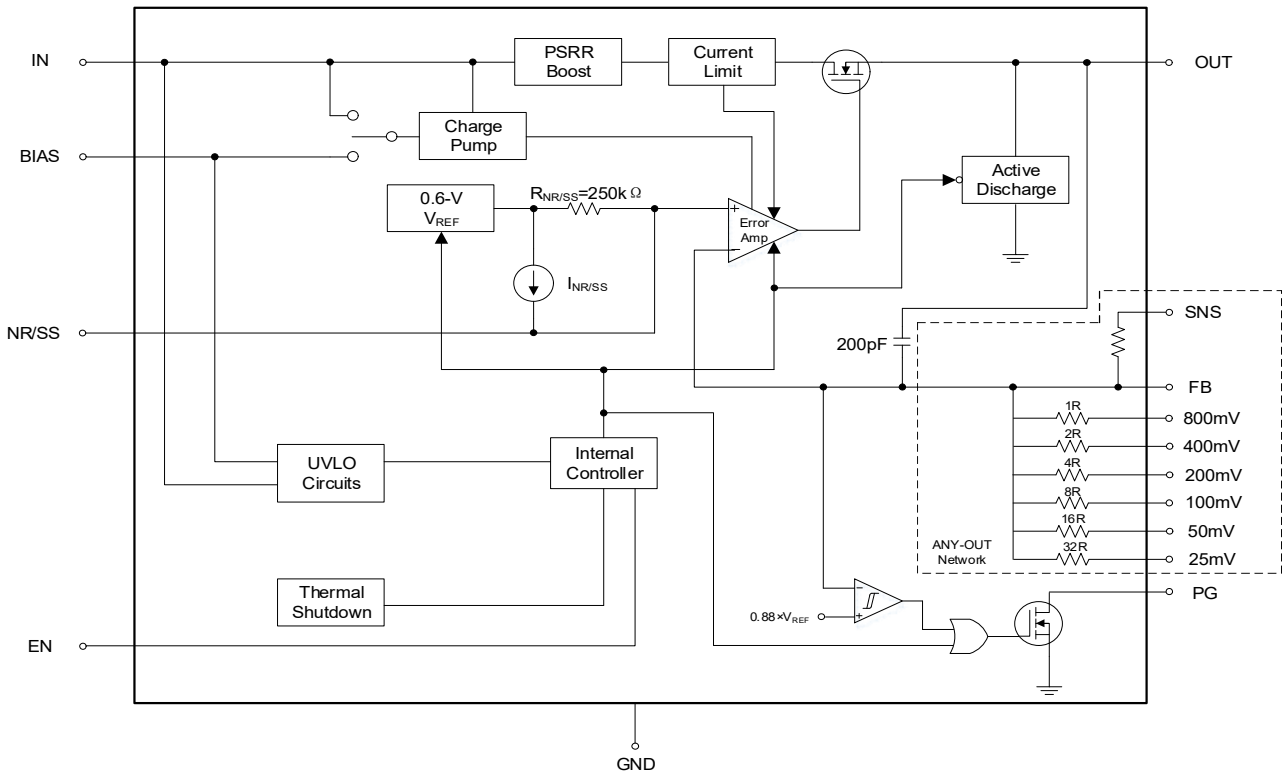 IN
PSRR
Boost
Current
Limit
OUT
Charge
Pump
BIAS
Active
Discharge
0.6-V
VREF
RNR/SS=250kΩ
Error
Amp
INR/SS
SNS
NR/SS
200pF
FB
1R
800mV
2R
400mV
4R
200mV
8R
100mV
16R
50mV
32R
25mV
ANY-OUT
Network
UVLO
Circuits
Internal
Controller
Thermal
Shutdown
PG
0.88×VREF
EN
GND
+
−
−
+